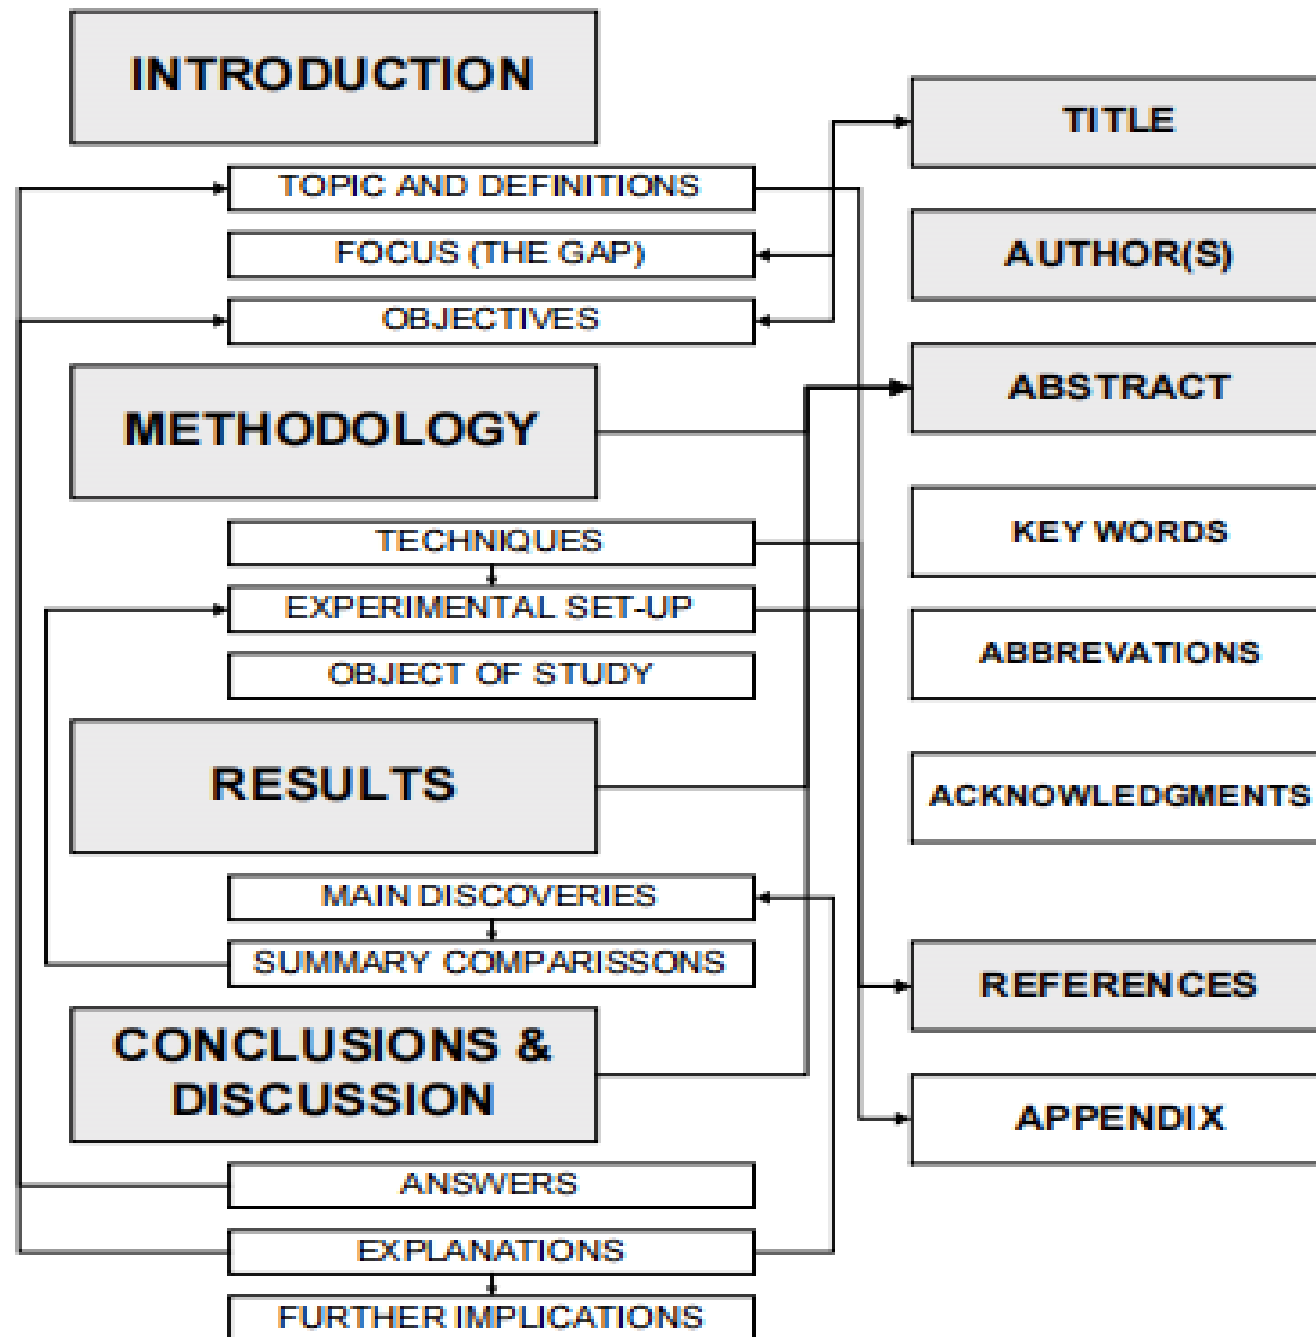 INTRODUCTION
TOPIC AND DEFINITIONS
FOCUS (THE GAP)
OBJECTIVES
METHODOLOGY
TECHNIQUES
EXPERIMENTAL SET-UP
OBJECT OF STUDY
RESULTS
MAIN DISCOVERIES
SUMMARY COMPARISSONS
CONCLUSIONS &
DISCUSSION
ANSWERS
EXPLANATIONS
FURTHER IMPLICATIONS
TITLE
AUTHOR(S)
ABSTRACT
KEY WORDS
ABBREVATIONS
ACKNOWLEDGMENTS
REFERENCES
APPENDIX